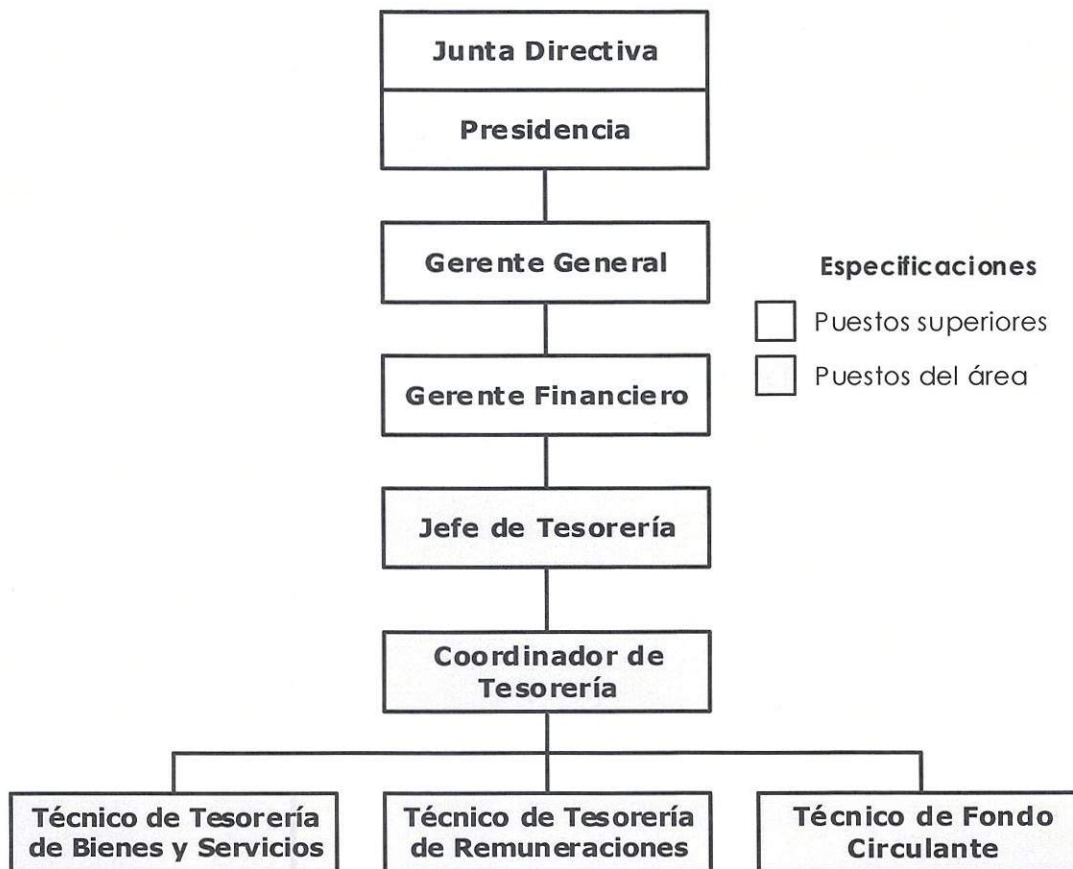 Junta Directiva
Presidencia
Gerente General
Especificaciones
Puestos superiores
Puestos del área
Gerente Financiero
Jefe de Tesorería
Coordinador de
Tesorería
Técnico de Tesorería
de Bienes y Servicios
Técnico de Tesorería
de Remuneraciones
Técnico de Fondo
Circulante